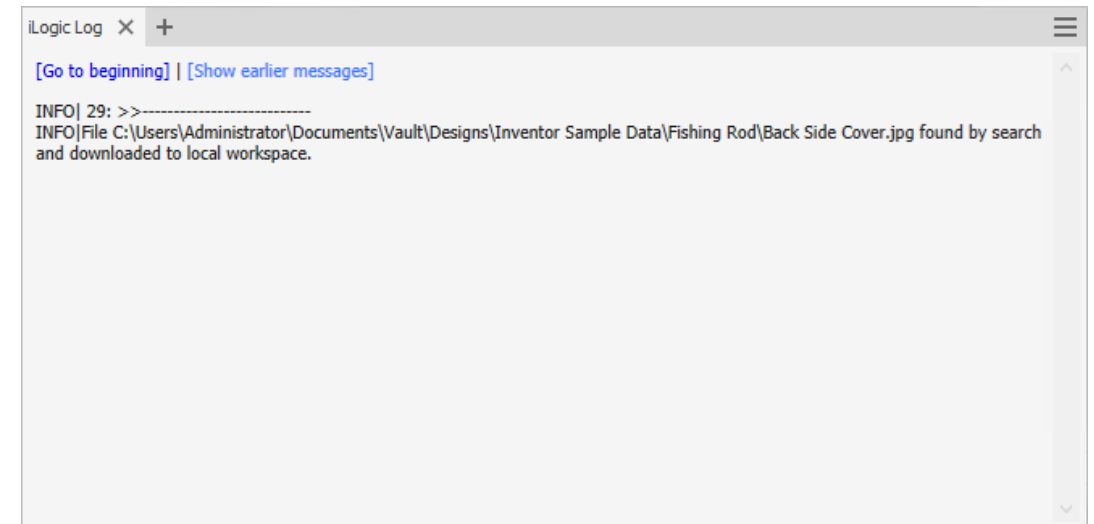 iLogic Log
[Go to beginning] | [Show earlier messages]
INFO| 29: >>---------------------------
INFO|File C:\Users\Administrator\Documents\Vault\Designs\Inventor Sample Data\Fishing Rod\Back Side Cover.jpg found by search
and downloaded to local workspace.